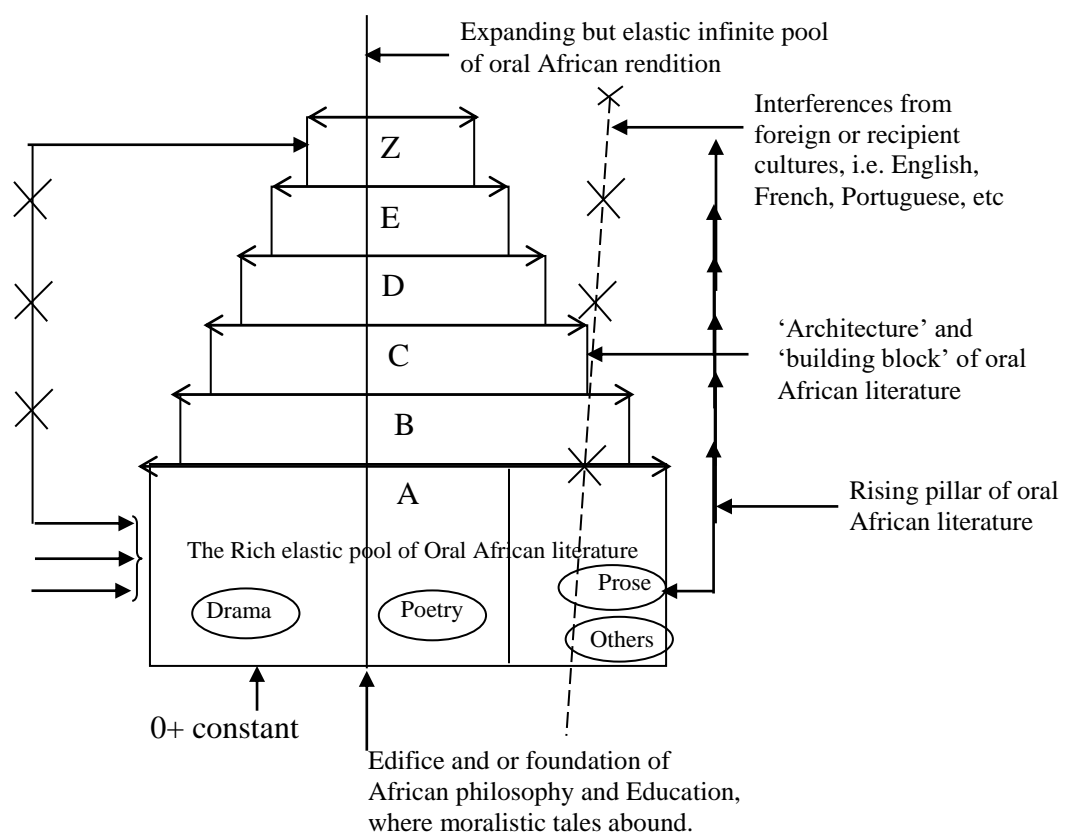 Expanding but elastic infinite pool
of oral African rendition
Interferences from
foreign or recipient
cultures, i.e. English,
French, Portuguese, etc
Z
E
D
‘Architecture’ and
‘building block’ of oral
African literature
C
B
A
Rising pillar of oral
African literature
The Rich elastic pool of Oral African literature
Drama
Poetry
Prose
Others
0+ constant
Edifice and or foundation of
African philosophy and Education,
where moralistic tales abound.